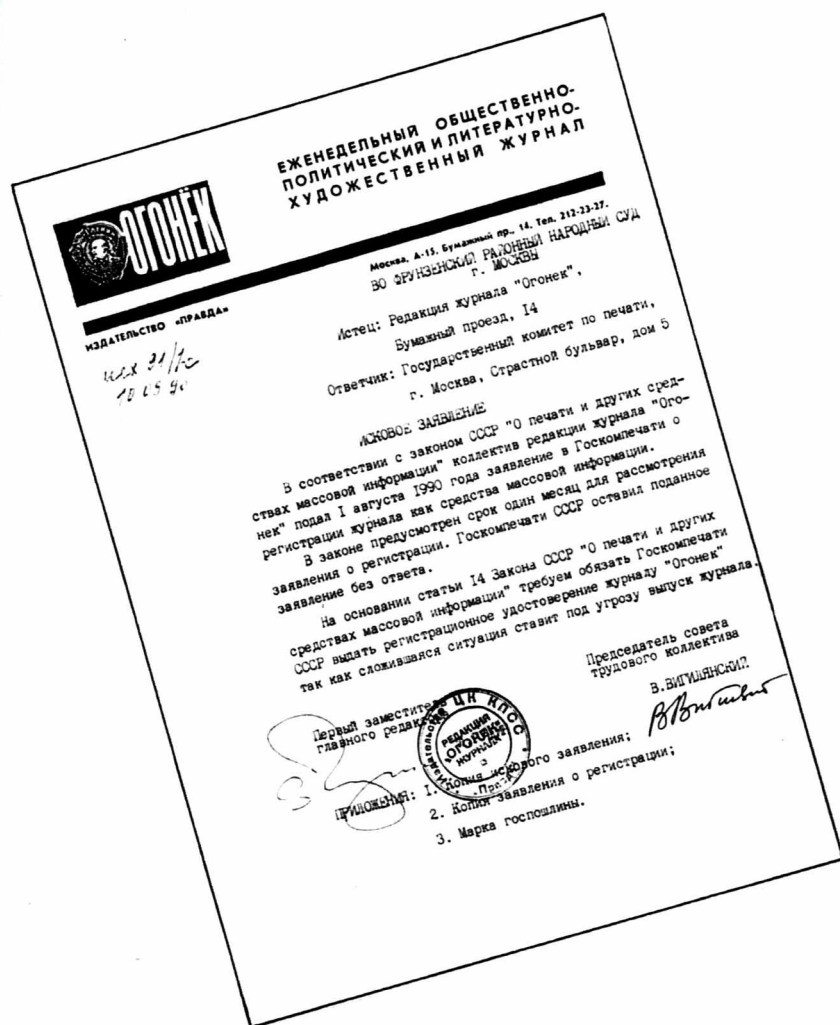 ЕЖЕНЕДЕЛЬНЫЙ ОБЩЕСТВЕННО-
ПОЛИТИЧЕСКИЙ И ЛИТЕРАТУРНО-
ХУДОЖЕСТВЕННЫЙ ЖУРНАЛ
ОГОНЁК
ИЗДАТЕЛЬСТВО «ПРАВДА»
Москва, А-15, Бумажный пр., 14. Тел. 212-23-27.
исх 91/
10 09 90
ВО ФРУНЗЕНСКИЙ РАЙОННЫЙ НАРОДНЫЙ СУД
г. МОСКВЫ
Истец: Редакция журнала "Огонек",
Бумажный проезд, I4
Ответчик: Государственный комитет по печати,
г. Москва, Страстной бульвар, дом 5
ИСКОВОЕ ЗАЯВЛЕНИЕ
В соответствии с законом СССР "О печати и других сред-
ствах массовой информации" коллектив редакции журнала "Ого-
нек" подал I августа I990 года заявление в Госкомпечати о
регистрации журнала как средства массовой информации.
В законе предусмотрен срок один месяц для рассмотрения
заявления о регистрации. Госкомпечати СССР оставил поданное
заявление без ответа.
На основании статьи I4 Закона СССР "О печати и других
средствах массовой информации" требуем обязать Госкомпечати
СССР выдать регистрационное удостоверение журналу "Огонек"
так как сложившаяся ситуация ставит под угрозу выпуск журнала.
Первый заместитель
главного редактора
Председатель совета
трудового коллектива
В.ВИГИЛЯНСКИЙ
Издательство ЦК КПСС
"Правда"
РЕДАКЦИЯ
ЖУРНАЛА
"ОГОНЕК"
ПРИЛОЖЕНИЯ: I. Копия искового заявления;
2. Копия заявления о регистрации;
3. Марка госпошлины.